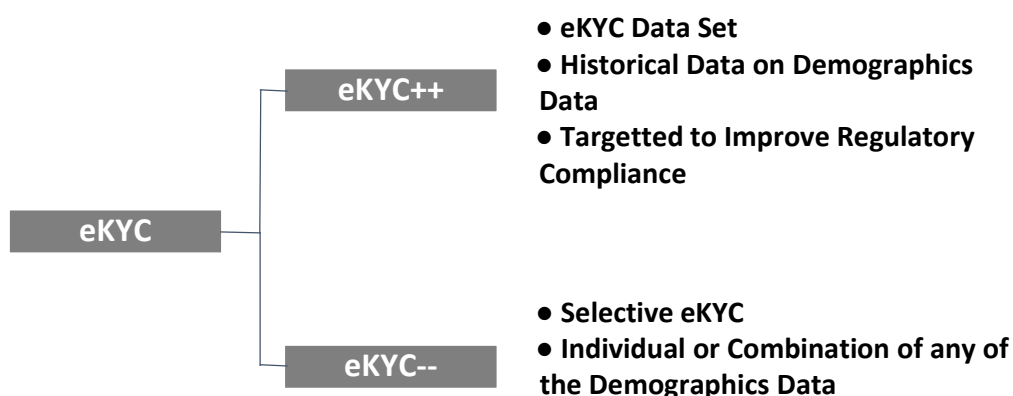 ● eKYC Data Set
eKYC++
● Historical Data on Demographics
Data
● Targetted to Improve Regulatory
Compliance
eKYC
● Selective eKYC
eKYC--
● Individual or Combination of any of
the Demographics Data